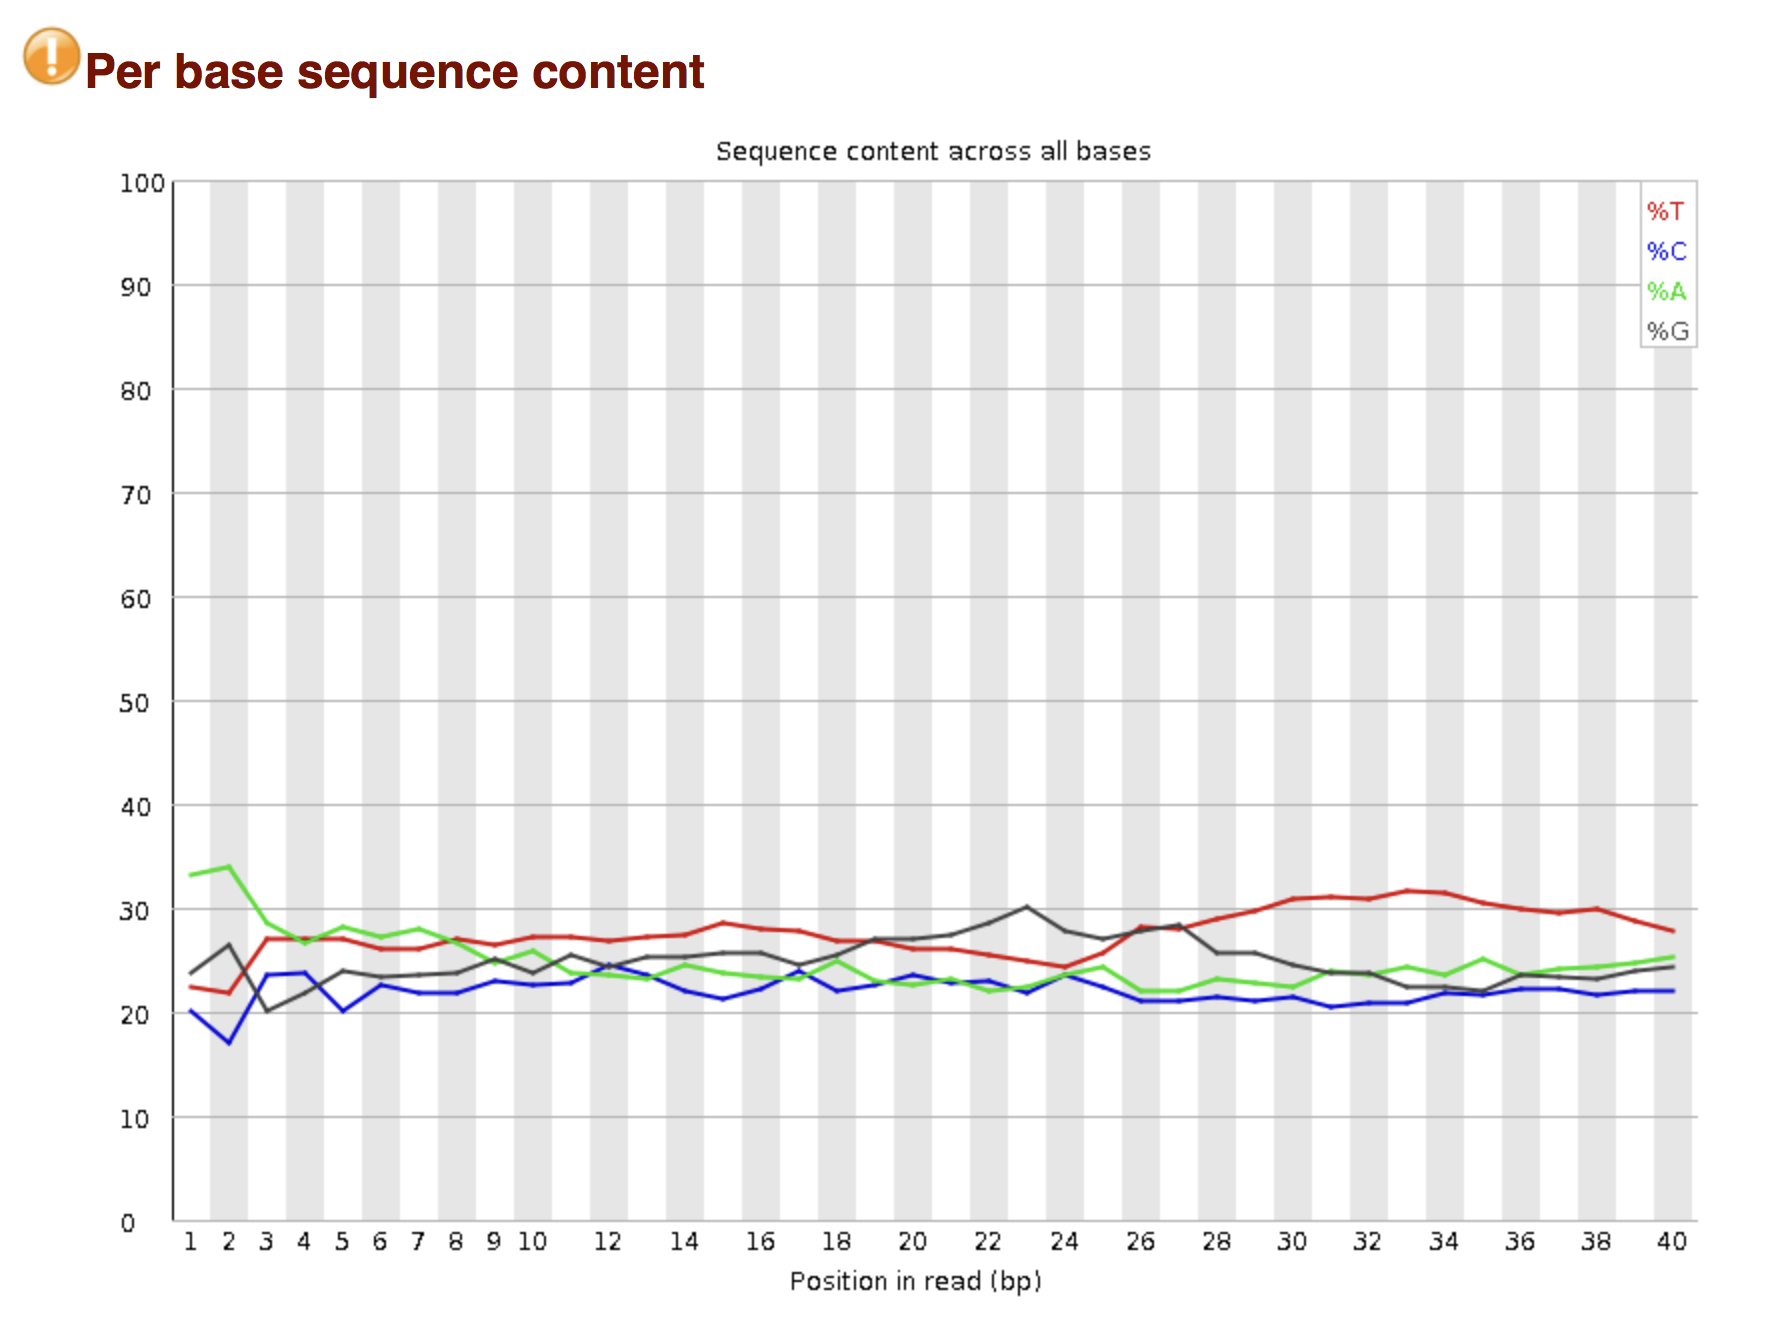 !
Per base sequence content
Sequence content across all bases
100
90
80
70
60
50
40
30
20
10
0
%T
%C
%A
%G
1 2 3 4 5 6 7 8 9 10 12 14 16 18 20 22 24 26 28 30 32 34 36 38 40
Position in read (bp)